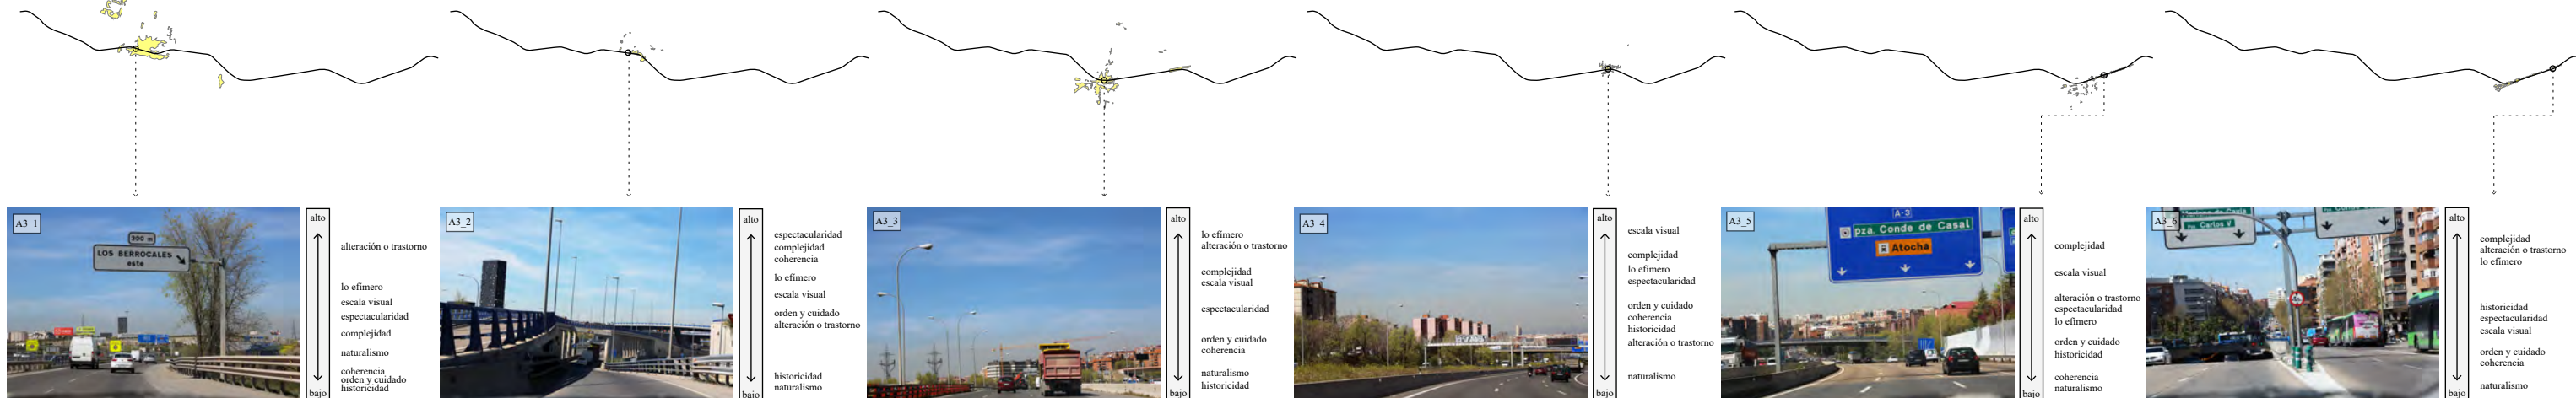 A3_1
300 m
LOS BERROCALES
este
alto
bajo
alteración o trastorno
lo efímero
escala visual
espectacularidad
complejidad
naturalismo
coherencia
orden y cuidado
historicidad
A3_2
alto
bajo
espectacularidad
complejidad
coherencia
lo efímero
escala visual
orden y cuidado
alteración o trastorno
historicidad
naturalismo
A3_3
alto
bajo
lo efímero
alteración o trastorno
complejidad
escala visual
espectacularidad
orden y cuidado
coherencia
naturalismo
historicidad
A3_4
alto
bajo
escala visual
complejidad
lo efímero
espectacularidad
orden y cuidado
coherencia
historicidad
alteración o trastorno
naturalismo
A3_5
A-3
pza. Conde de Casal
Atocha
alto
bajo
complejidad
escala visual
alteración o trastorno
espectacularidad
lo efímero
orden y cuidado
historicidad
coherencia
naturalismo
A3_6
Carlos V
alto
bajo
complejidad
alteración o trastorno
lo efímero
historicidad
espectacularidad
escala visual
orden y cuidado
coherencia
naturalismo